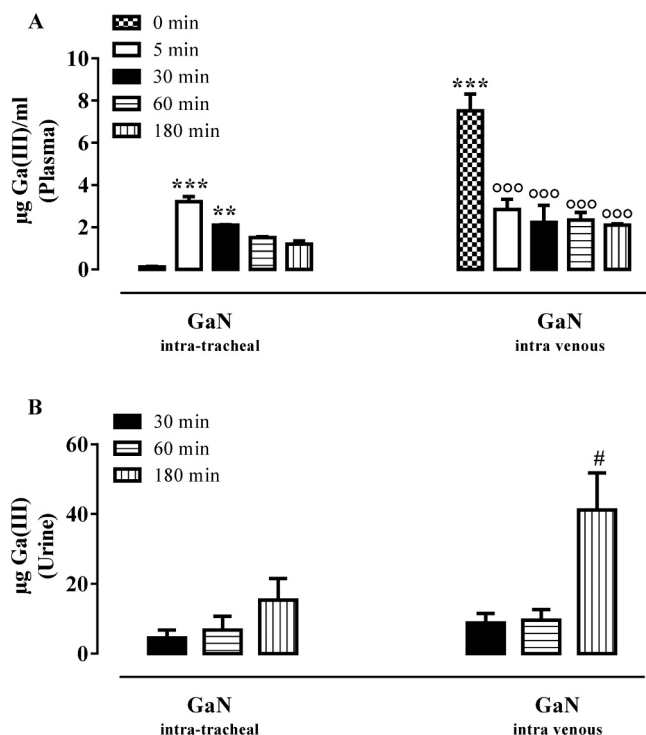 A
0 min
5 min
30 min
60 min
180 min
µg Ga(III)/ml
(Plasma)
10
8
6
4
2
0
***
**
***
°°°
°°°
°°°
°°°
GaN
intra-tracheal
GaN
intra venous
B
30 min
60 min
180 min
µg Ga(III)
(Urine)
60
40
20
0
#
GaN
intra-tracheal
GaN
intra venous